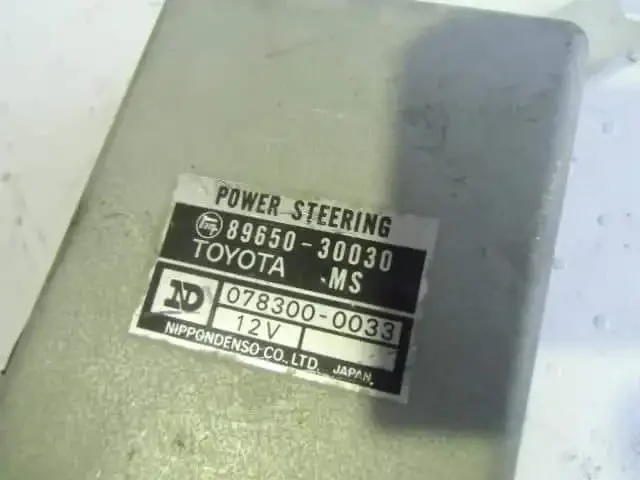 POWER STEERING
89650-30030
TOYOTA -MS
ND 078300-0033
12V
NIPPONDENSO CO., LTD. JAPAN.